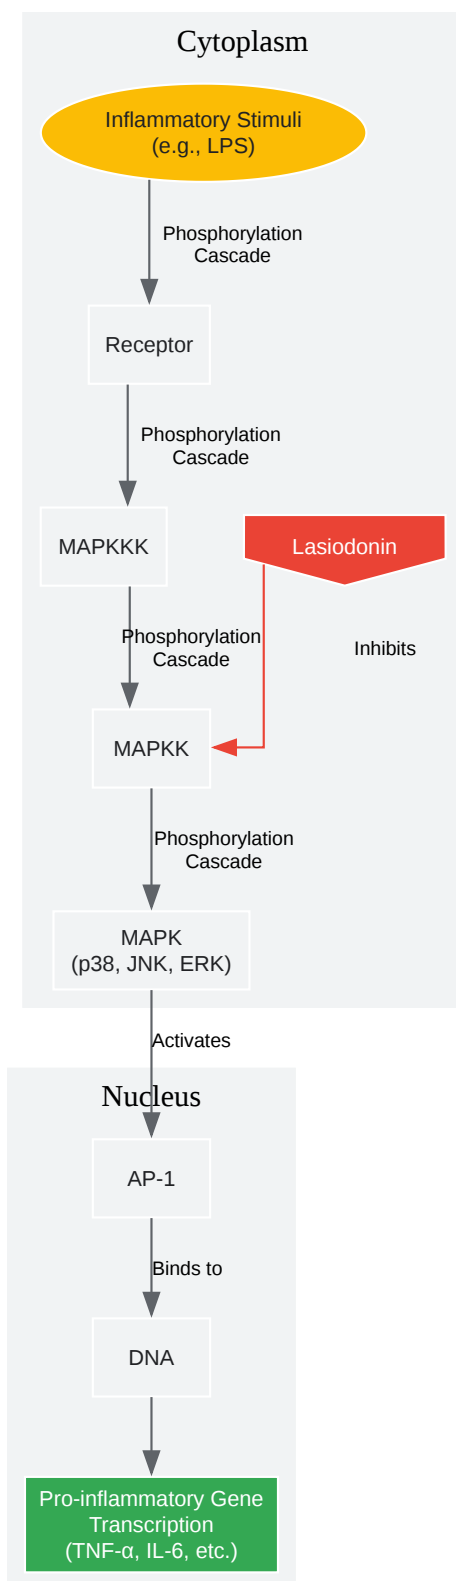 Cytoplasm
Inflammatory Stimuli
(e.g., LPS)
Phosphorylation
Cascade
Receptor
Phosphorylation
Cascade
MAPKKK
Lasiodonin
Phosphorylation
Cascade
Inhibits
MAPKK
Phosphorylation
Cascade
MAPK
(p38, JNK, ERK)
Activates
Nucleus
AP-1
Binds to
DNA
Pro-inflammatory Gene
Transcription
(TNF-α, IL-6, etc.)